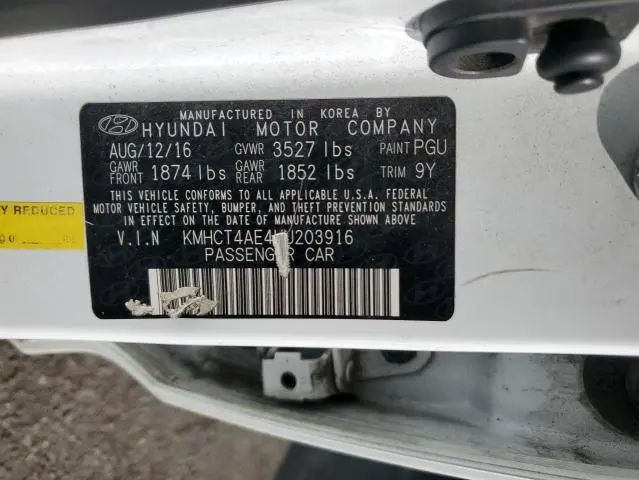 MANUFACTURED IN KOREA BY
HYUNDAI MOTOR COMPANY
AUG/12/16 GVWR 3527 lbs PAINT PGU
GAWR FRONT 1874 lbs GAWR REAR 1852 lbs TRIM 9Y
THIS VEHICLE CONFORMS TO ALL APPLICABLE U.S.A. FEDERAL
MOTOR VEHICLE SAFETY, BUMPER, AND THEFT PREVENTION STANDARDS
IN EFFECT ON THE DATE OF MANUFACTURE SHOWN ABOVE.
Y REDUCED
V.I.N KMHCT4AE4 U203916
PASSENGER CAR